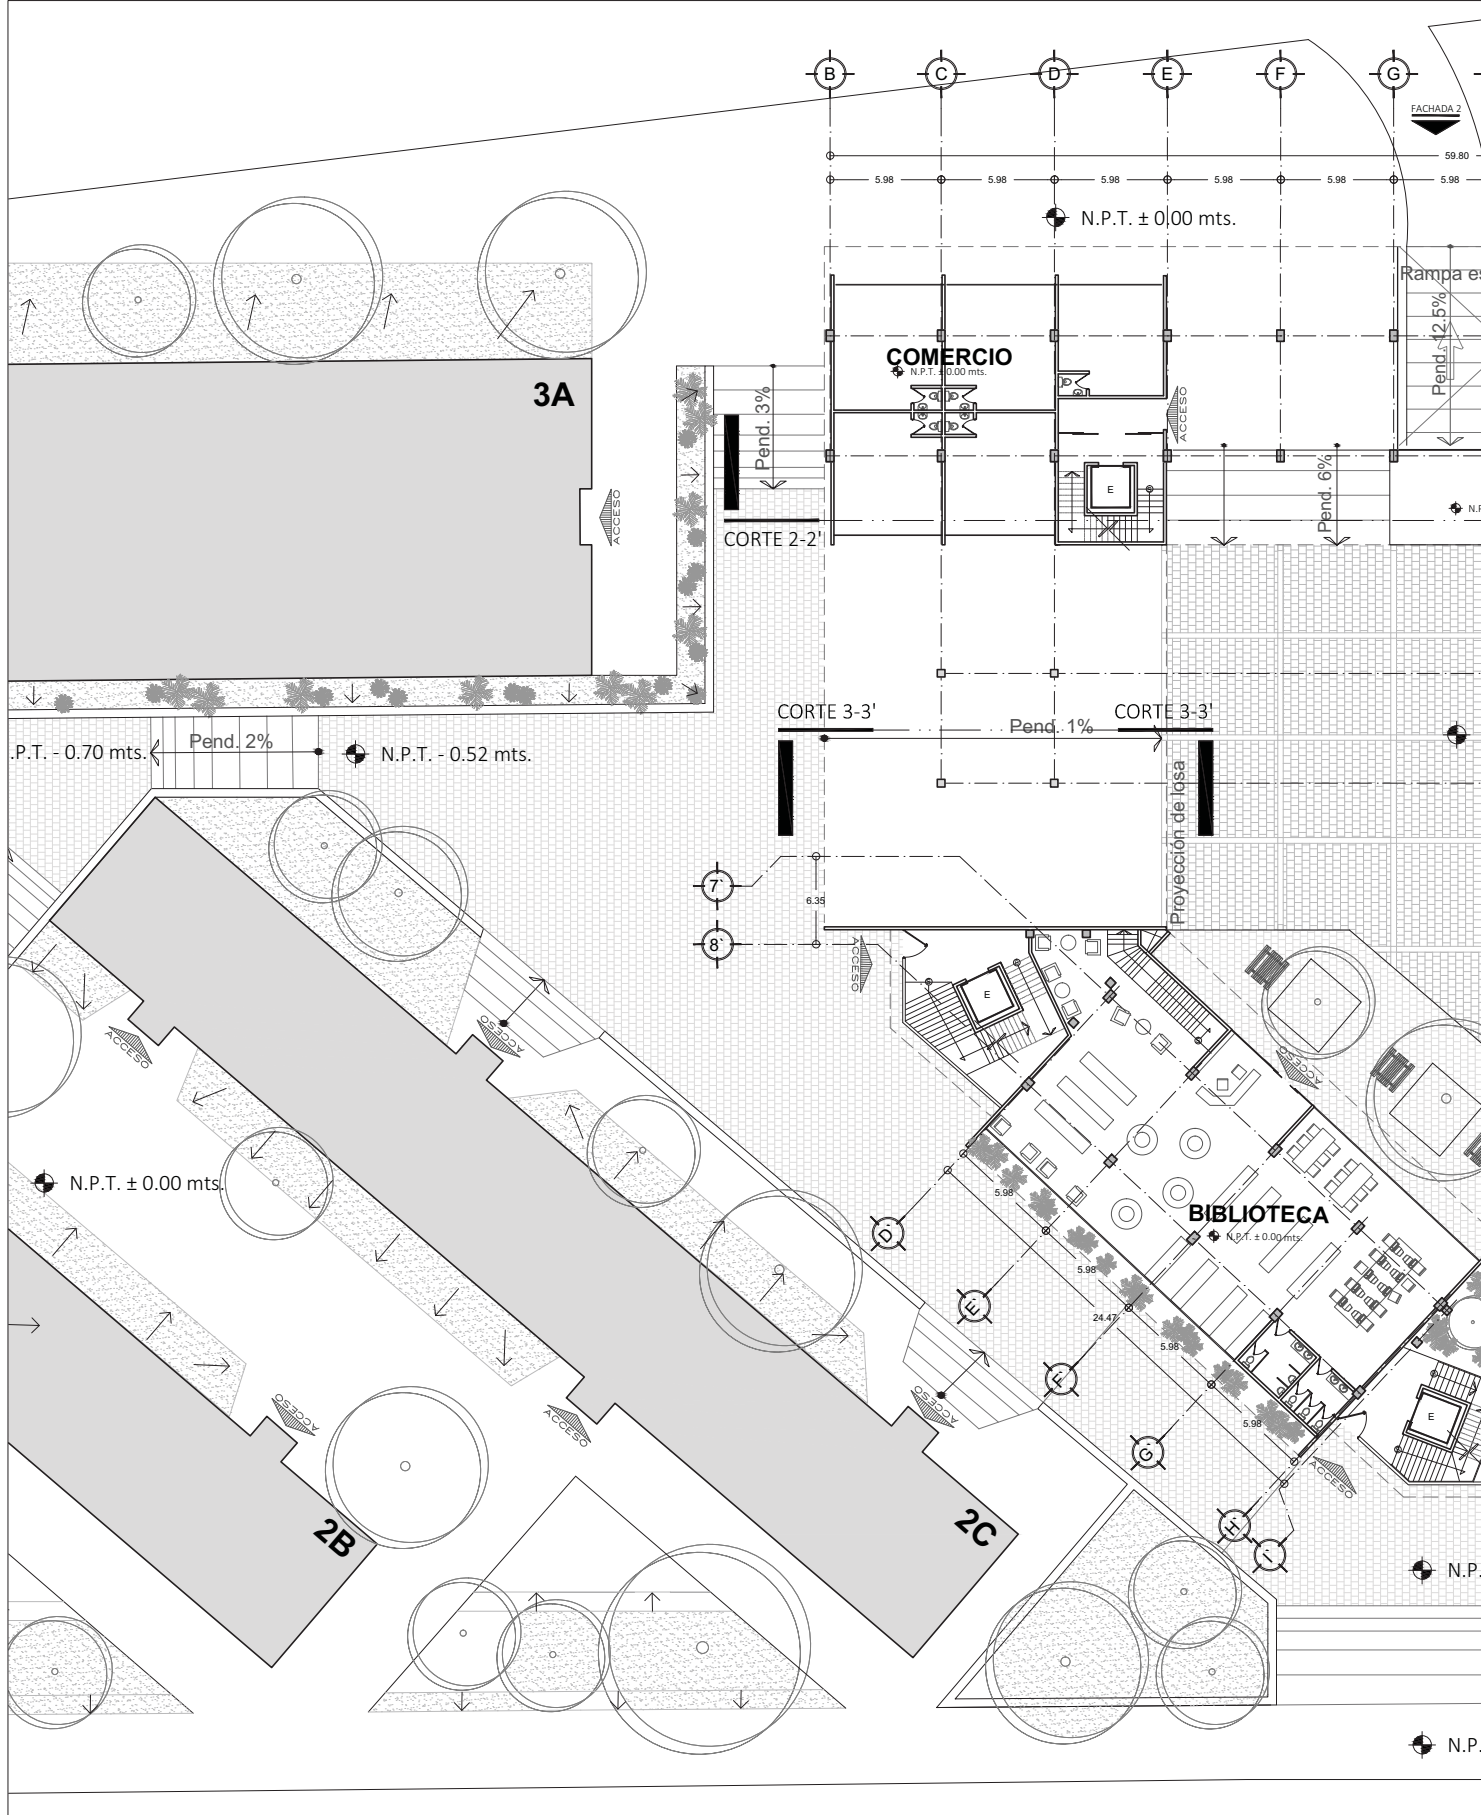 B
C
D
E
F
G
FACHADA 2
59.80
5.98
5.98
5.98
5.98
5.98
5.98
N.P.T. ± 0.00 mts.
Rampa es
Pend. 12.5%
COMERCIO
N.P.T. ± 0.00 mts.
3A
Pend. 3%
ACCESO
ACCESO
E
Pend. 6%
CORTE 2-2'
CORTE 3-3'
CORTE 3-3'
Pend. 1%
.P.T. - 0.70 mts.
Pend. 2%
N.P.T. - 0.52 mts.
Proyección de losa
7`
6.35
8`
ACCESO
E
ACCESO
ACCESO
ACCESO
N.P.T. ± 0.00 mts.
5.98
D`
BIBLIOTECA
N.P.T. ± 0.00 mts.
5.98
E`
24.47
5.98
F`
5.98
G`
ACCESO
ACCESO
ACCESO
ACCESO
E
H`
I`
2B
2C
N.P.
N.P.